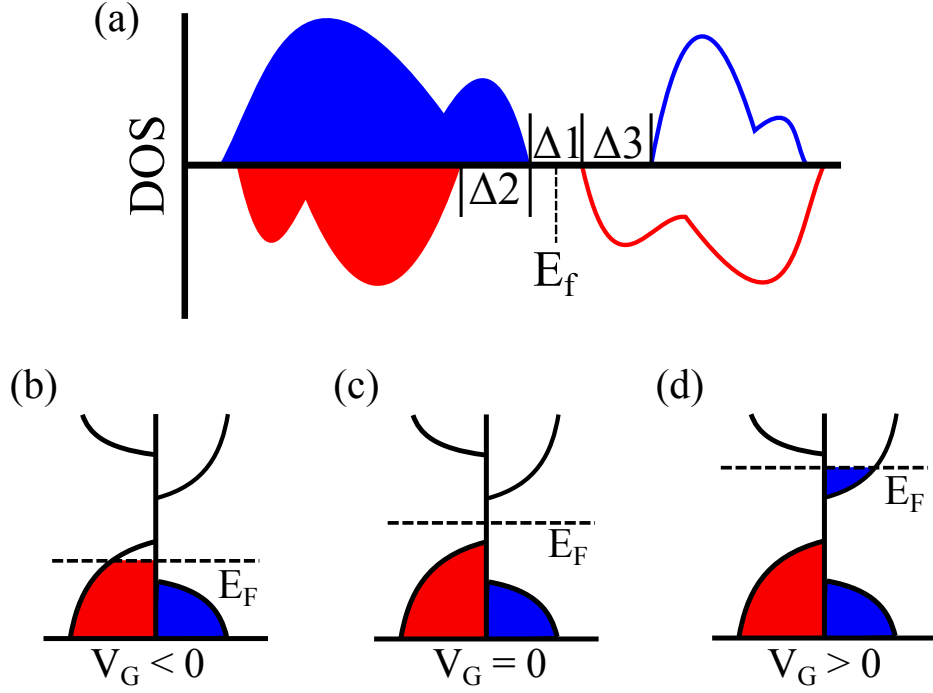 (a)
DOS
Δ1
Δ3
Δ2
E_f
(b)
(c)
(d)
E_F
E_F
E_F
V_G < 0
V_G = 0
V_G > 0